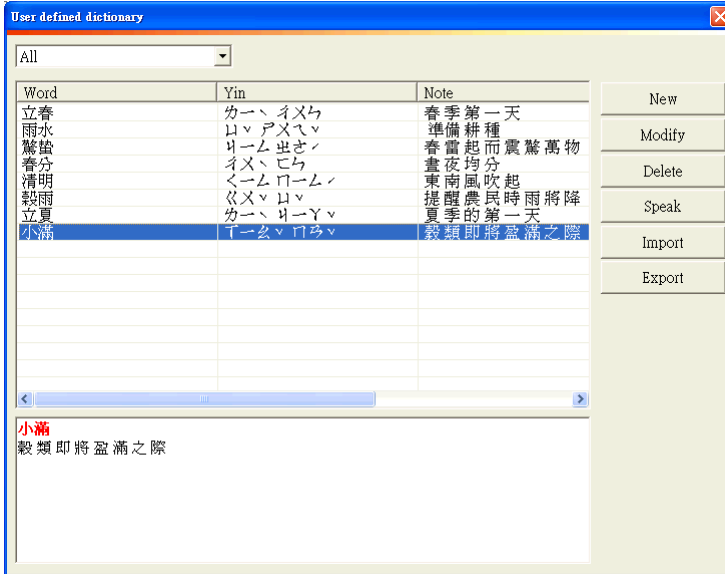 User defined dictionary
All
Word Yin Note
立春 ㄌㄧˋ ㄔㄨㄣ 春季第一天
雨水 ㄩˇ ㄕㄨㄟˇ 準備耕種
驚蟄 ㄐㄧㄥ ㄓㄜˊ 春雷起而震驚萬物
春分 ㄔㄨˋ ㄈㄣ 晝夜均分
清明 ㄑㄧㄥ ㄇㄧㄥˊ 東南風吹起
穀雨 ㄍㄨˇ ㄩˇ 提醒農民時雨將降
立夏 ㄌㄧˋ ㄐㄧㄚˇ 夏季的第一天
小滿 ㄒㄧㄠˇ ㄇㄢˇ 穀類即將盈滿之際
New
Modify
Delete
Speak
Import
Export
小滿
穀類即將盈滿之際